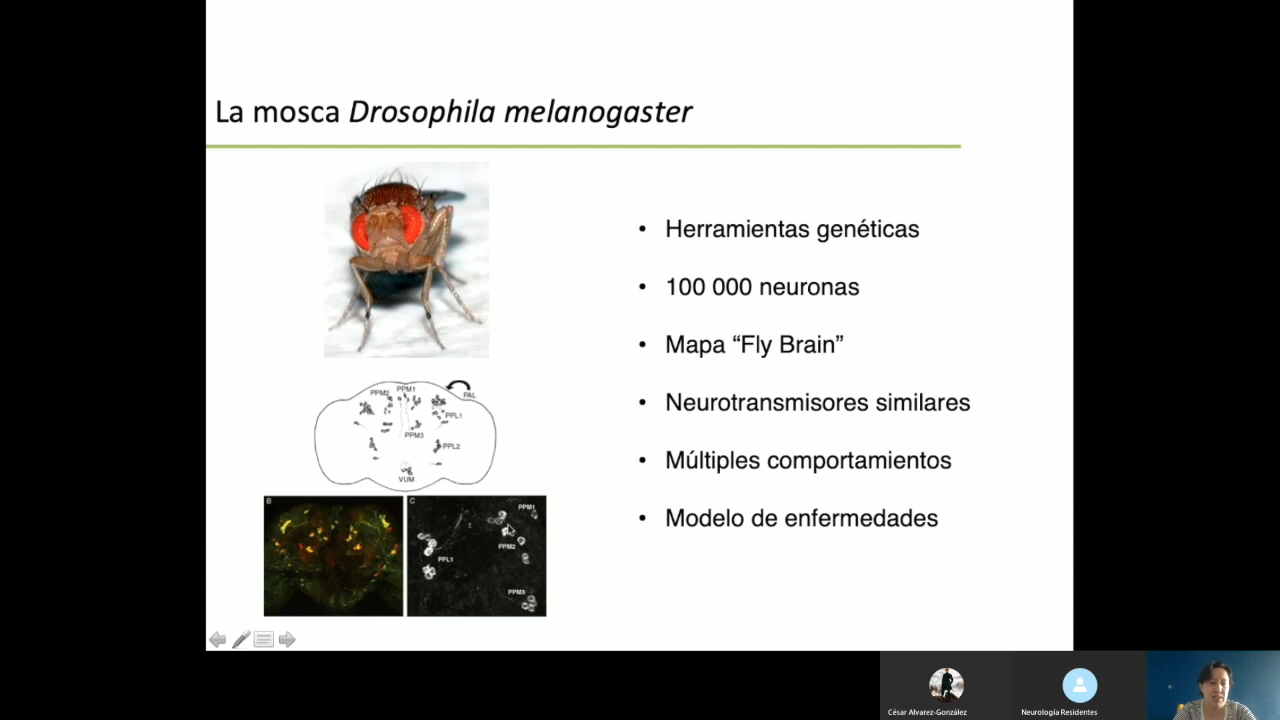 La mosca Drosophila melanogaster
• Herramientas genéticas
• 100 000 neuronas
• Mapa “Fly Brain”
• Neurotransmisores similares
• Múltiples comportamientos
• Modelo de enfermedades
PPM2
PPM1
PAL
PPL1
PPM3
PPL2
VUM
B
C
PPM1
PPM2
PPL1
PPM3
César Alvarez-González
Neurología Residentes